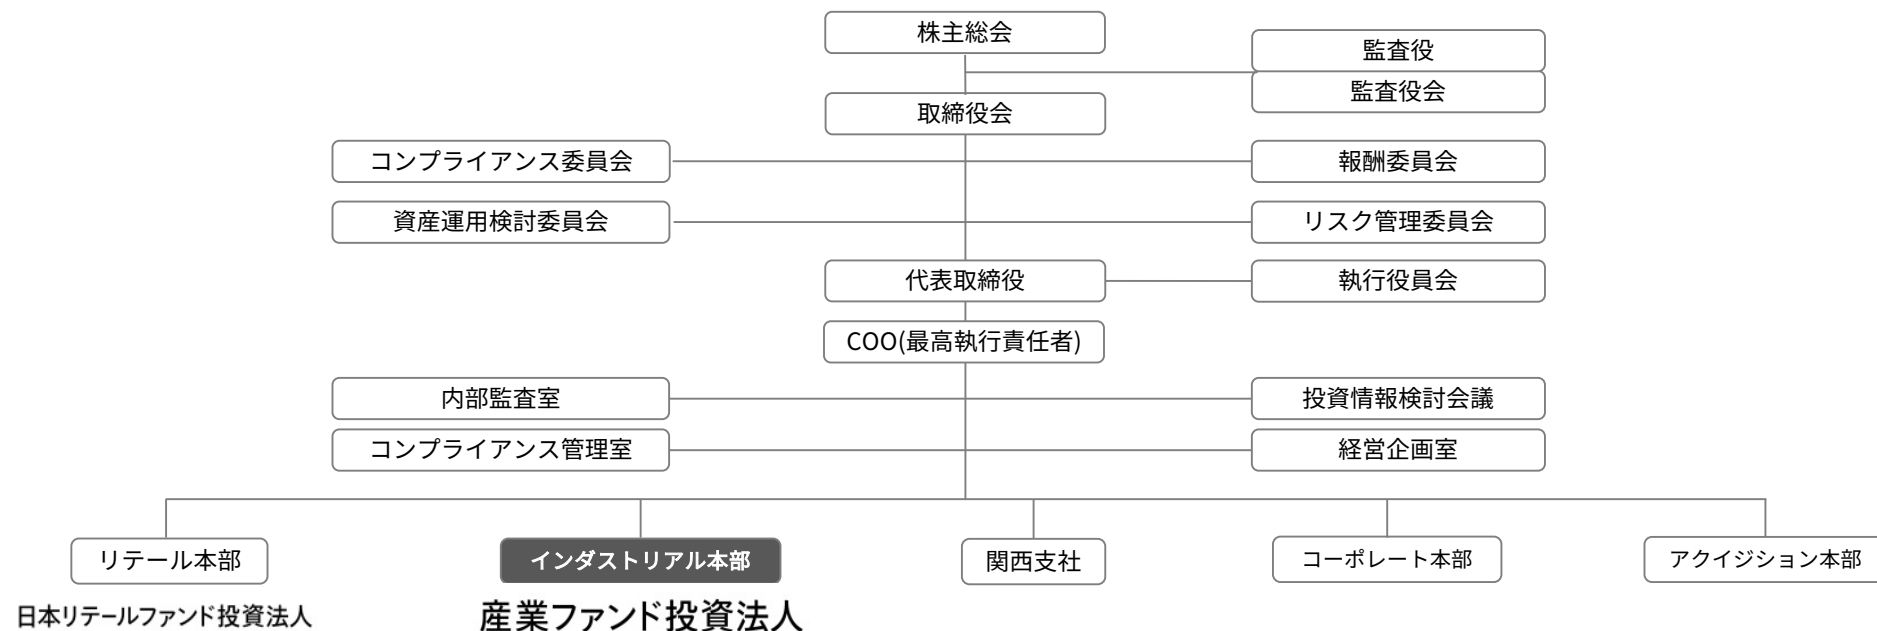 株主総会
監査役
監査役会
取締役会
コンプライアンス委員会
報酬委員会
資産運用検討委員会
リスク管理委員会
代表取締役
執行役員会
COO(最高執行責任者)
内部監査室
投資情報検討会議
コンプライアンス管理室
経営企画室
リテール本部
インダストリアル本部
関西支社
コーポレート本部
アクイジション本部
日本リテールファンド投資法人
産業ファンド投資法人